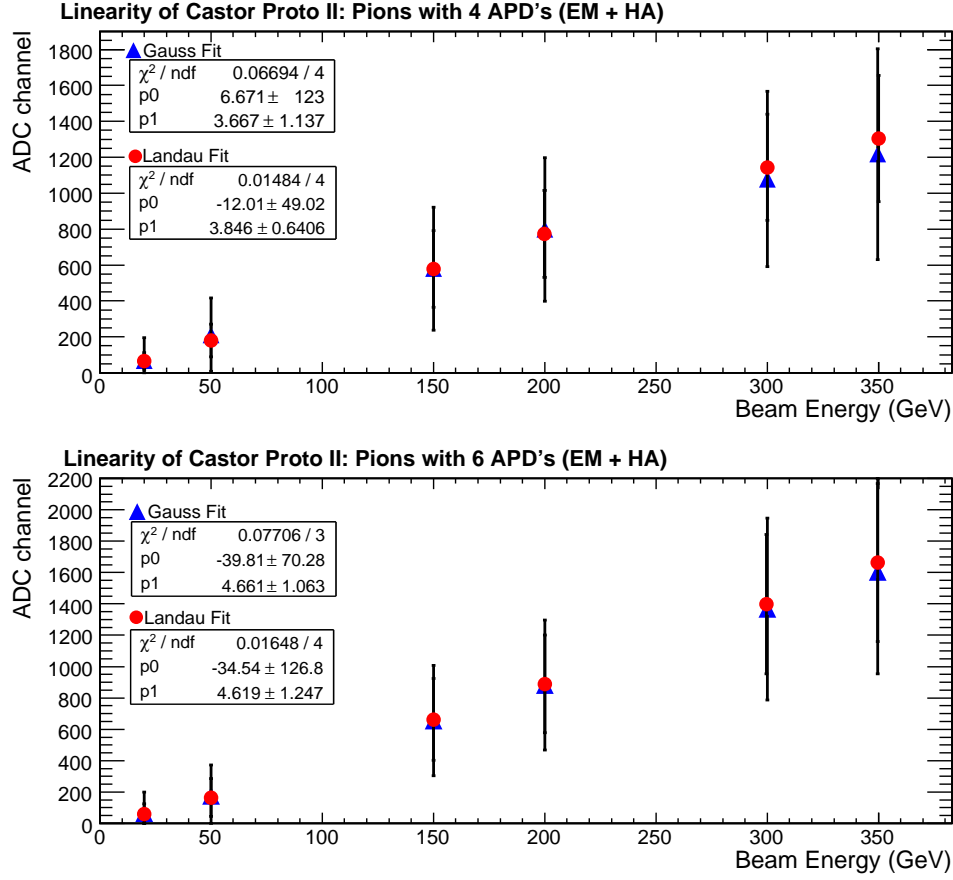 Linearity of Castor Proto II: Pions with 4 APD's (EM + HA)
ADC channel
1800
1600
1400
1200
1000
800
600
400
200
0
Gauss Fit
χ² / ndf 0.06694 / 4
p0 6.671 ± 123
p1 3.667 ± 1.137
Landau Fit
χ² / ndf 0.01484 / 4
p0 -12.01 ± 49.02
p1 3.846 ± 0.6406
0 50 100 150 200 250 300 350
Beam Energy (GeV)
Linearity of Castor Proto II: Pions with 6 APD's (EM + HA)
ADC channel
2200
2000
1800
1600
1400
1200
1000
800
600
400
200
0
Gauss Fit
χ² / ndf 0.07706 / 3
p0 -39.81 ± 70.28
p1 4.661 ± 1.063
Landau Fit
χ² / ndf 0.01648 / 4
p0 -34.54 ± 126.8
p1 4.619 ± 1.247
0 50 100 150 200 250 300 350
Beam Energy (GeV)